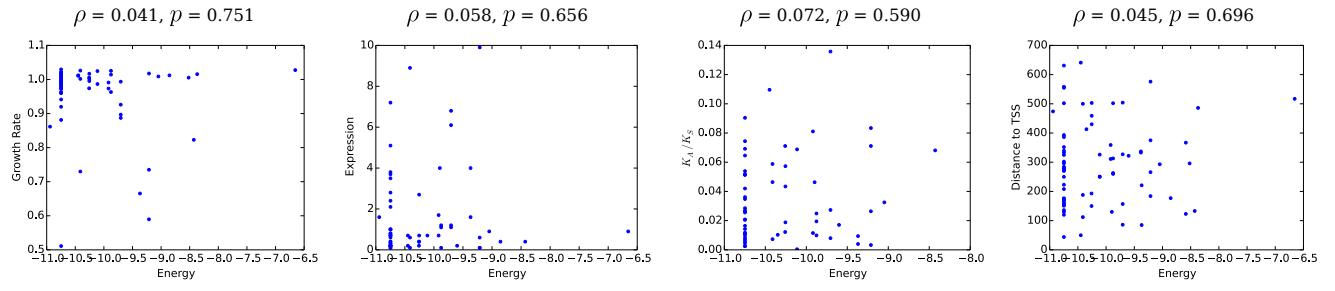 ρ = 0.041, p = 0.751
1.1
1.0
0.9
0.8
0.7
0.6
0.5
Growth Rate
−11.0−10.5−10.0−9.5 −9.0 −8.5 −8.0 −7.5 −7.0 −6.5
Energy
ρ = 0.058, p = 0.656
10
8
6
4
2
0
Expression
−11.0−10.5−10.0−9.5 −9.0 −8.5 −8.0 −7.5 −7.0 −6.5
Energy
ρ = 0.072, p = 0.590
0.14
0.12
0.10
0.08
0.06
0.04
0.02
0.00
K_A/K_S
−11.0 −10.5 −10.0 −9.5 −9.0 −8.5 −8.0
Energy
ρ = 0.045, p = 0.696
700
600
500
400
300
200
100
0
Distance to TSS
−11.0−10.5−10.0−9.5 −9.0 −8.5 −8.0 −7.5 −7.0 −6.5
Energy